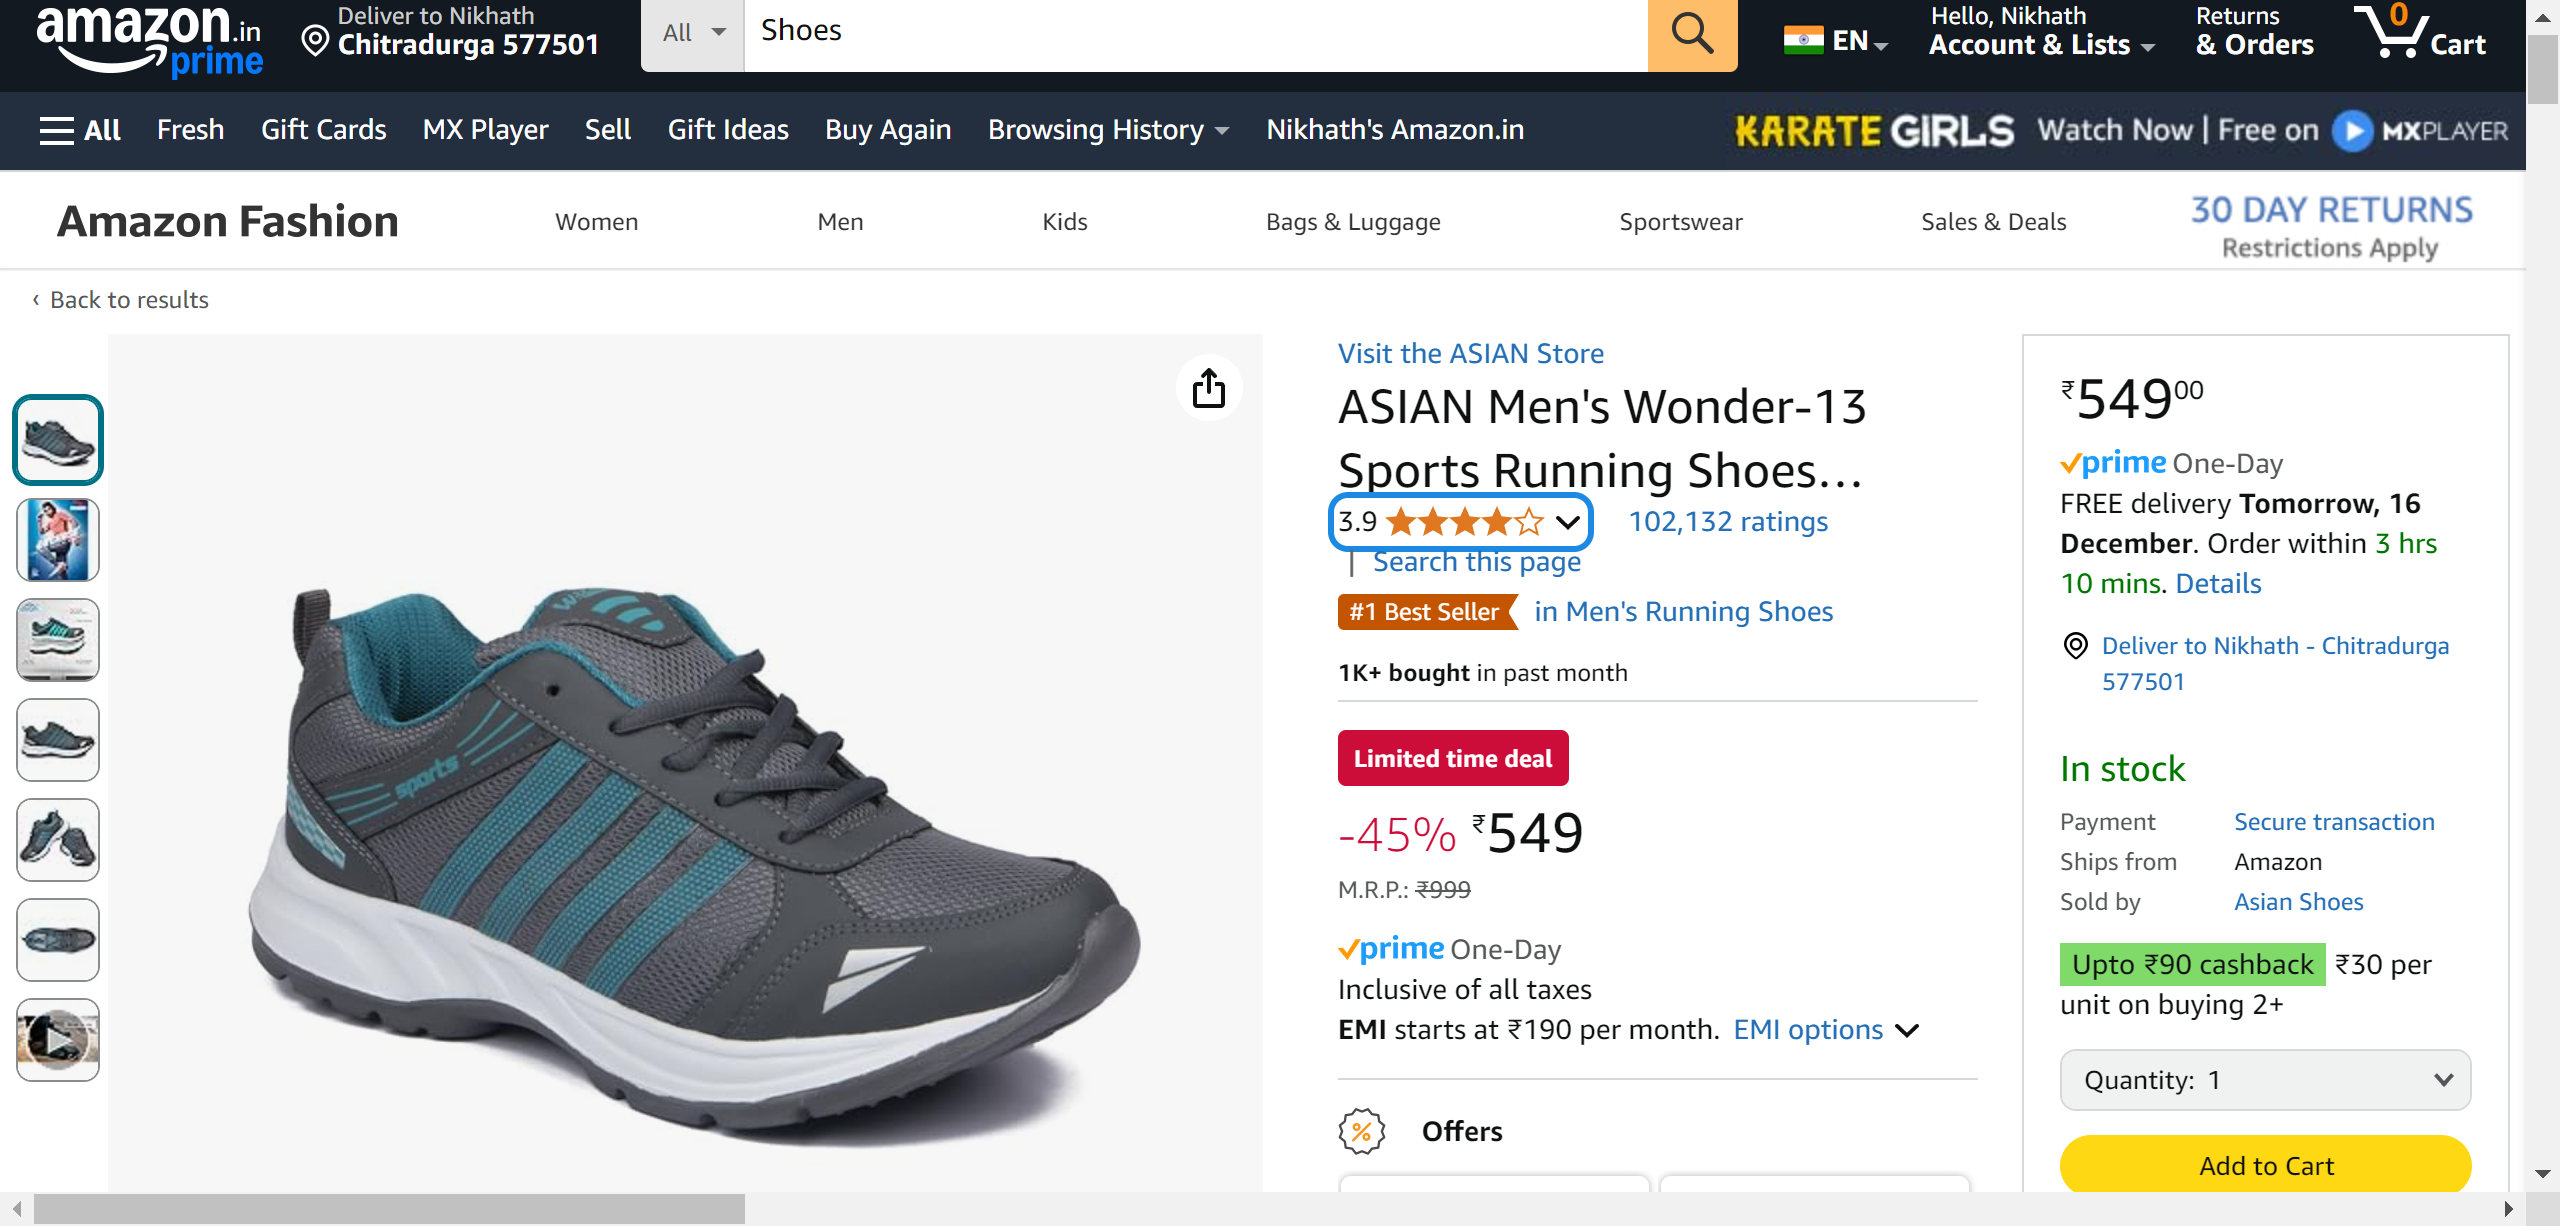 amazon.in
prime
Deliver to Nikhath
Chitradurga 577501
All
Shoes
EN
Hello, Nikhath
Account & Lists
Returns
& Orders
0
Cart
All
Fresh
Gift Cards
MX Player
Sell
Gift Ideas
Buy Again
Browsing History
Nikhath's Amazon.in
KARATE GIRLS Watch Now | Free on MXPLAYER
Amazon Fashion
Women
Men
Kids
Bags & Luggage
Sportswear
Sales & Deals
30 DAY RETURNS
Restrictions Apply
‹ Back to results
sports
Visit the ASIAN Store
ASIAN Men's Wonder-13
Sports Running Shoes...
3.9
102,132 ratings
| Search this page
#1 Best Seller in Men's Running Shoes
1K+ bought in past month
Limited time deal
-45% ₹549
M.R.P.: ₹999
prime One-Day
Inclusive of all taxes
EMI starts at ₹190 per month. EMI options
%
Offers
₹54900
prime One-Day
FREE delivery Tomorrow, 16
December. Order within 3 hrs
10 mins. Details
Deliver to Nikhath - Chitradurga
577501
In stock
Payment Secure transaction
Ships from Amazon
Sold by Asian Shoes
Upto ₹90 cashback ₹30 per
unit on buying 2+
Quantity: 1
Add to Cart